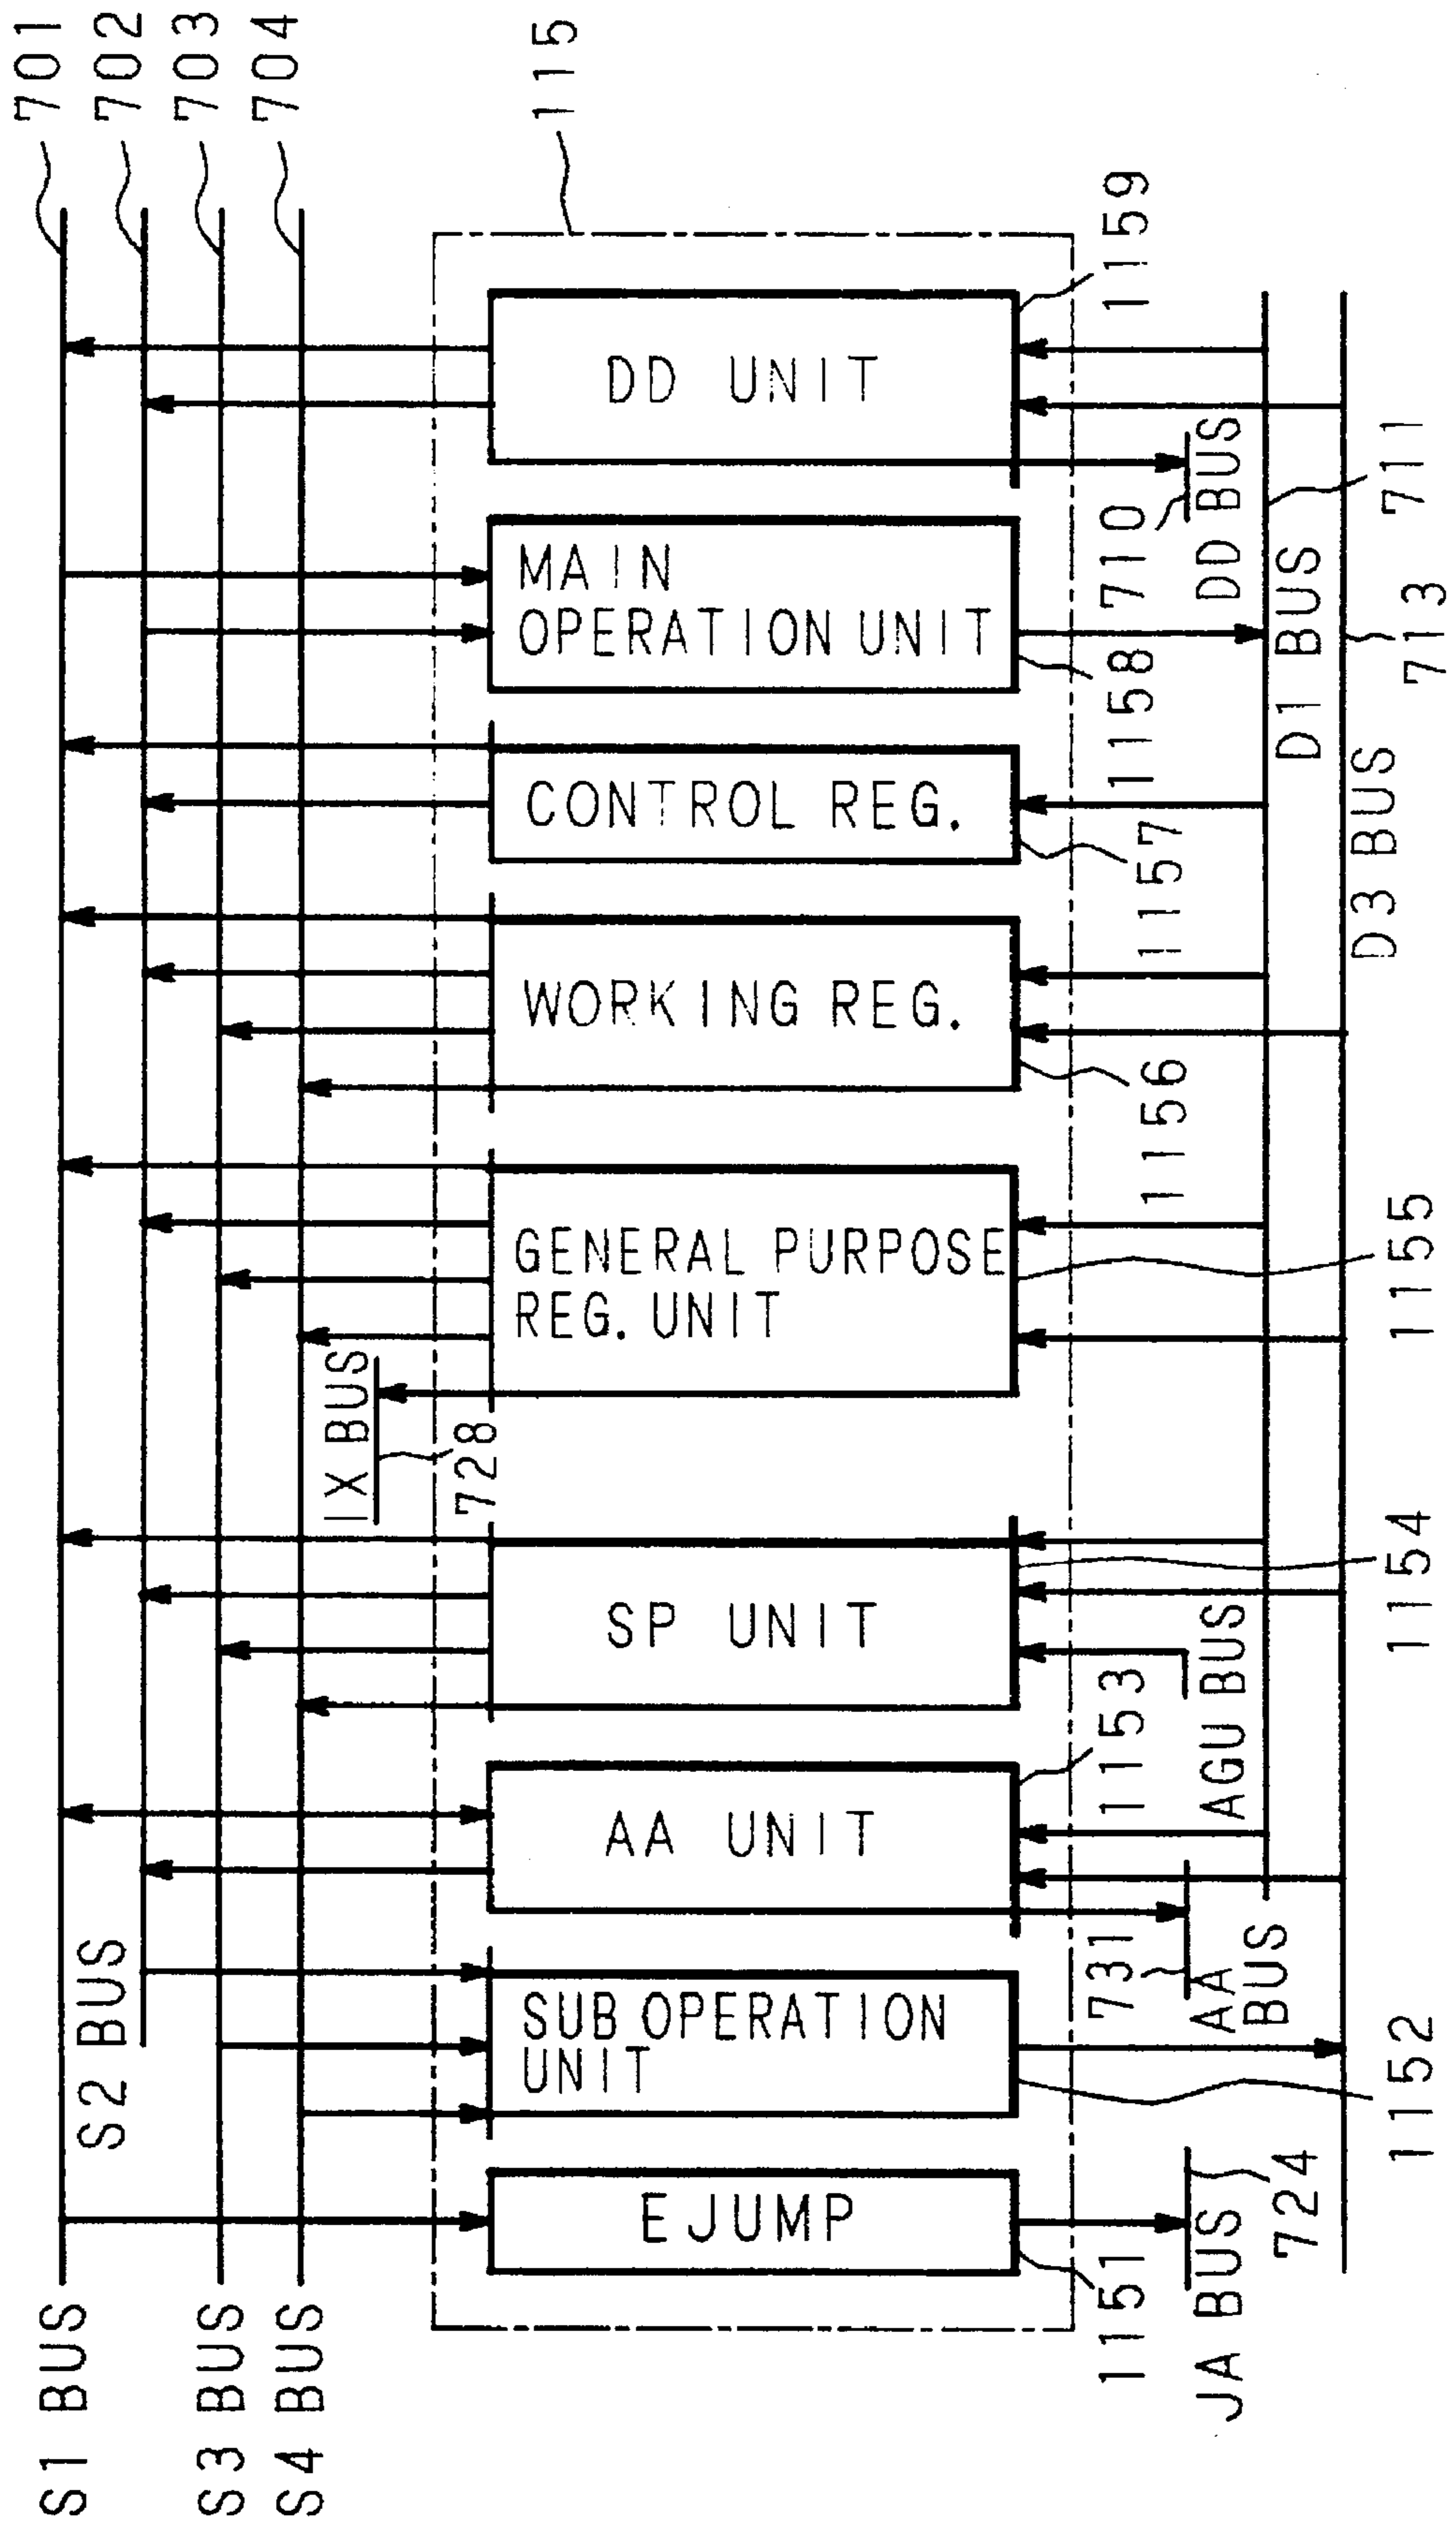 S1 BUS
701
S2 BUS
702
S3 BUS
703
S4 BUS
704
IX BUS
728
115
EJUMP
SUB OPERATION
UNIT
AA UNIT
SP UNIT
GENERAL PURPOSE
REG. UNIT
WORKING REG.
CONTROL REG.
MAIN
OPERATION UNIT
DD UNIT
1151
731
1153
1156
1157
1158
710
1159
JA BUS
724
AA
BUS
AGU BUS
DD BUS
D1 BUS
D3 BUS
1152
1154
1155
713
711